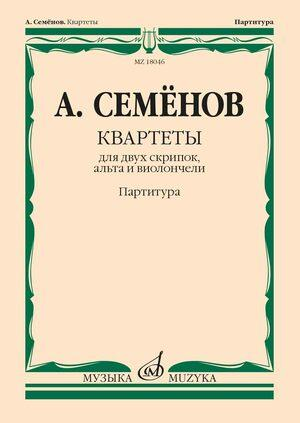 А. Семёнов. Квартеты Партитура
MZ 18046
А. СЕМЁНОВ
КВАРТЕТЫ
для двух скрипок,
альта и виолончели
Партитура
МУЗЫКА MUZYKA